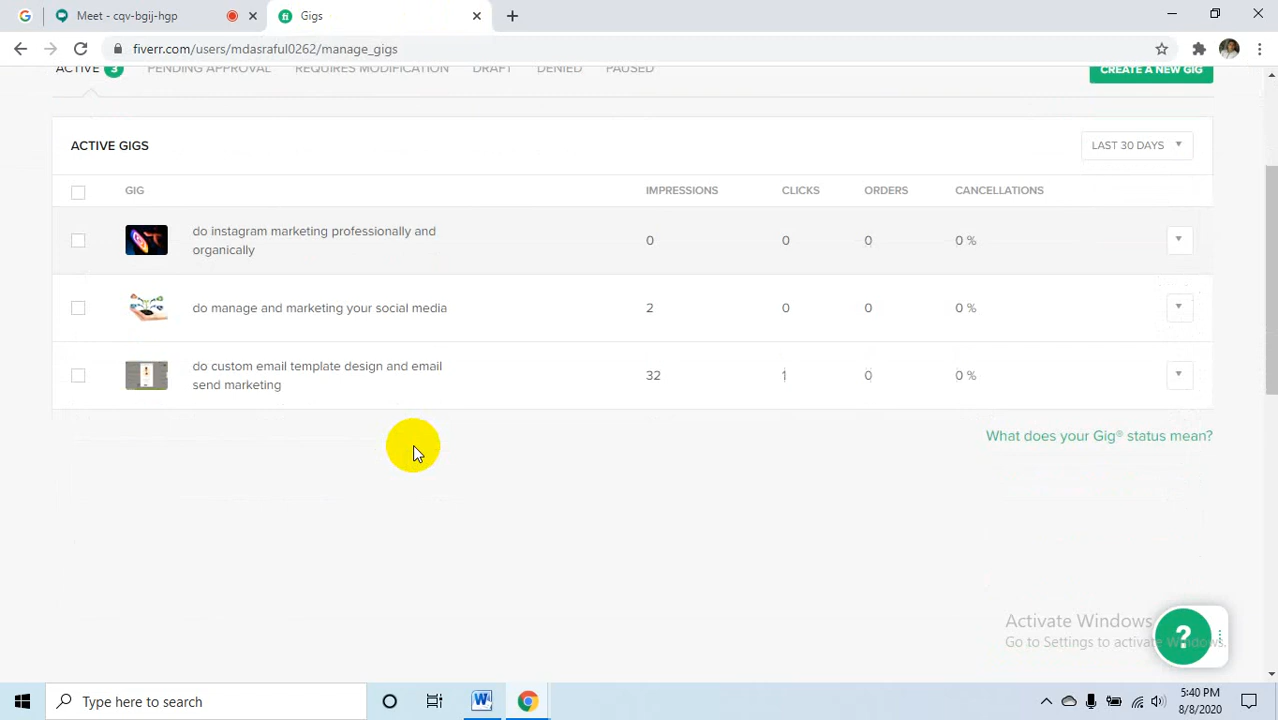 Meet - cqv-bgij-hgp
Gigs
fiverr.com/users/mdasraful0262/manage_gigs
ACTIVE 3 PENDING APPROVAL REQUIRES MODIFICATION DRAFT DENIED PAUSED
CREATE A NEW GIG
ACTIVE GIGS
LAST 30 DAYS
GIG IMPRESSIONS CLICKS ORDERS CANCELLATIONS
do instagram marketing professionally and
organically
0 0 0 0 %
do manage and marketing your social media
2 0 0 0 %
do custom email template design and email
send marketing
32 1 0 0 %
What does your Gig® status mean?
Activate Windows
Go to Settings to activate Windows.
?
Type here to search
5:40 PM
8/8/2020